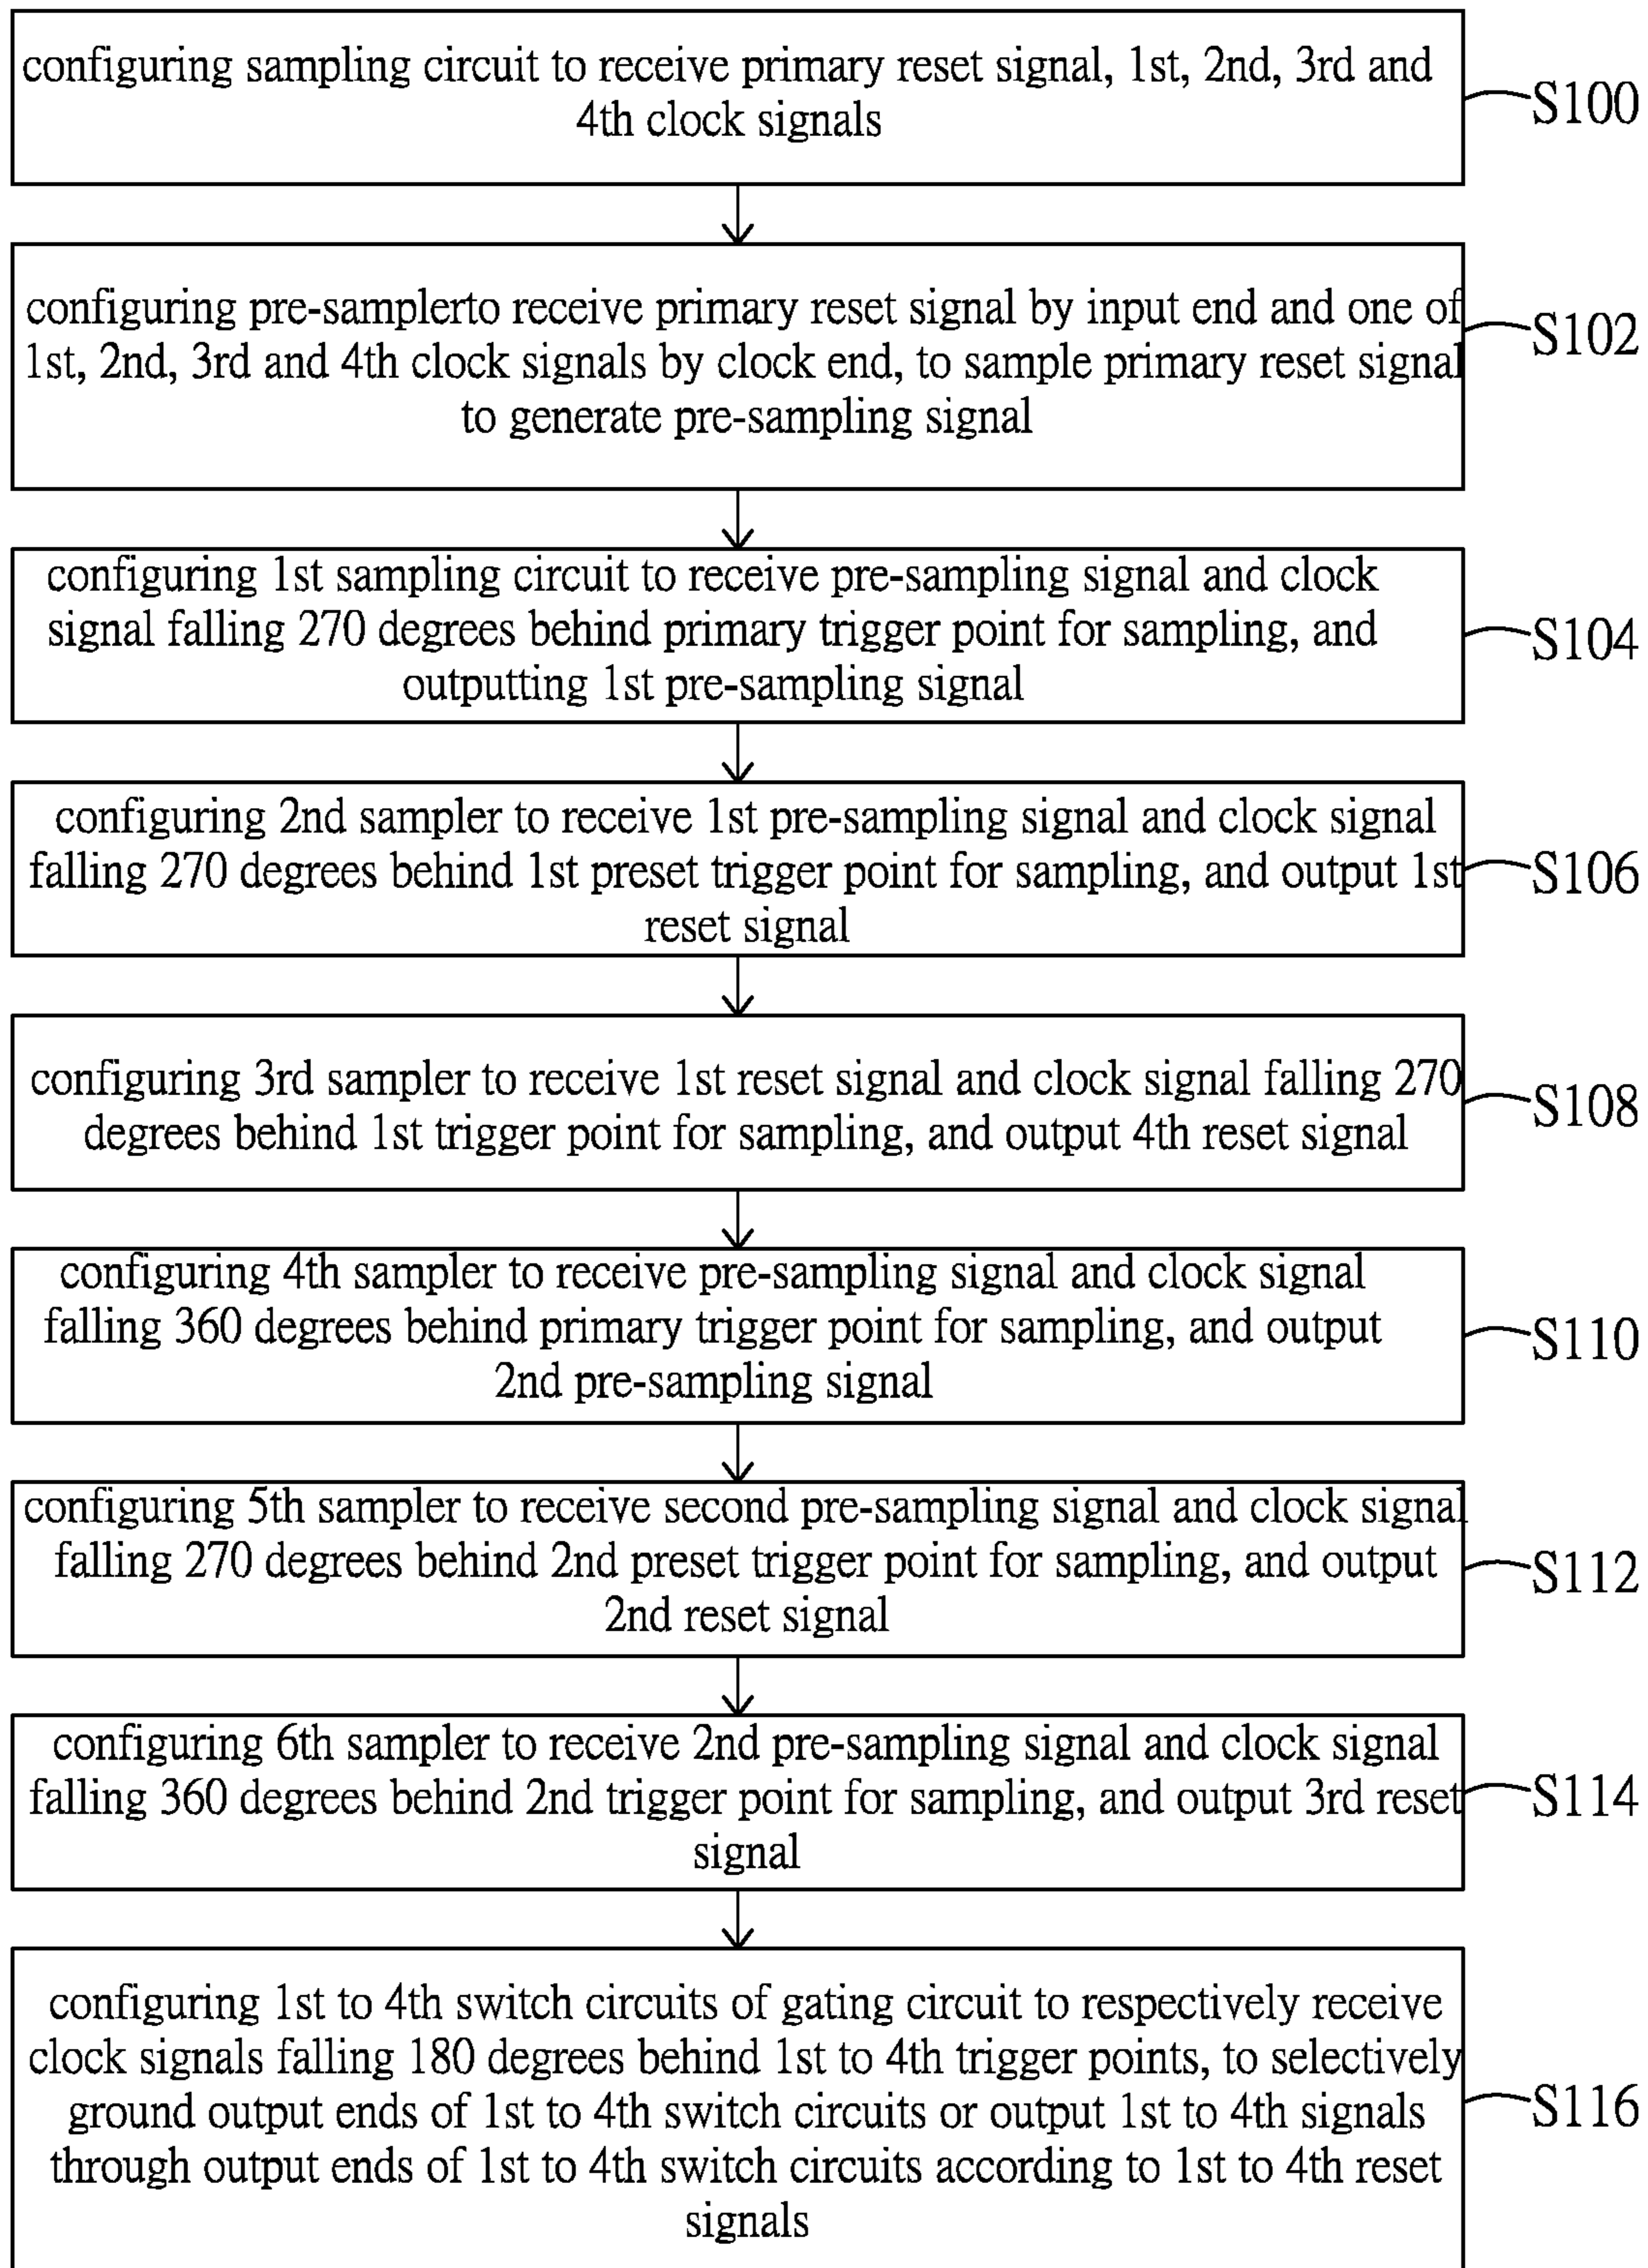 configuring sampling circuit to receive primary reset signal, 1st, 2nd, 3rd and
4th clock signals
S100
configuring pre-samplerto receive primary reset signal by input end and one of
1st, 2nd, 3rd and 4th clock signals by clock end, to sample primary reset signal
to generate pre-sampling signal
S102
configuring 1st sampling circuit to receive pre-sampling signal and clock
signal falling 270 degrees behind primary trigger point for sampling, and
outputting 1st pre-sampling signal
S104
configuring 2nd sampler to receive 1st pre-sampling signal and clock signal
falling 270 degrees behind 1st preset trigger point for sampling, and output 1st
reset signal
S106
configuring 3rd sampler to receive 1st reset signal and clock signal falling 270
degrees behind 1st trigger point for sampling, and output 4th reset signal
S108
configuring 4th sampler to receive pre-sampling signal and clock signal
falling 360 degrees behind primary trigger point for sampling, and output
2nd pre-sampling signal
S110
configuring 5th sampler to receive second pre-sampling signal and clock signal
falling 270 degrees behind 2nd preset trigger point for sampling, and output
2nd reset signal
S112
configuring 6th sampler to receive 2nd pre-sampling signal and clock signal
falling 360 degrees behind 2nd trigger point for sampling, and output 3rd reset
signal
S114
configuring 1st to 4th switch circuits of gating circuit to respectively receive
clock signals falling 180 degrees behind 1st to 4th trigger points, to selectively
ground output ends of 1st to 4th switch circuits or output 1st to 4th signals
through output ends of 1st to 4th switch circuits according to 1st to 4th reset
signals
S116